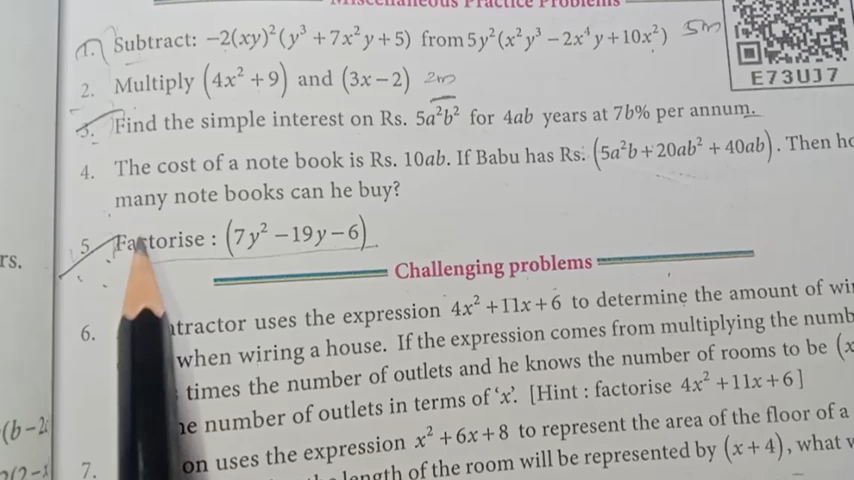 Miscellaneous Practice Problems
1. Subtract: −2(xy)²(y³ + 7x²y + 5) from 5y²(x²y³ − 2x⁴y + 10x²) 5m
2. Multiply (4x² + 9) and (3x − 2) 2m
3. Find the simple interest on Rs. 5a²b² for 4ab years at 7b% per annum.
4. The cost of a note book is Rs. 10ab. If Babu has Rs. (5a²b + 20ab² + 40ab). Then
many note books can he buy?
5. Factorise : (7y² − 19y − 6)
E73UJ7
Challenging problems
6. uses the expression 4x² + 11x + 6 to determine the amount of
when wiring a house. If the expression comes from multiplying the
times the number of outlets and he knows the number of rooms to be (x
number of outlets in terms of 'x'. [Hint : factorise 4x² + 11x + 6]
7. on uses the expression x² + 6x + 8 to represent the area of the floor of a
length of the room will be represented by (x + 4), what
rs.
(b − 2